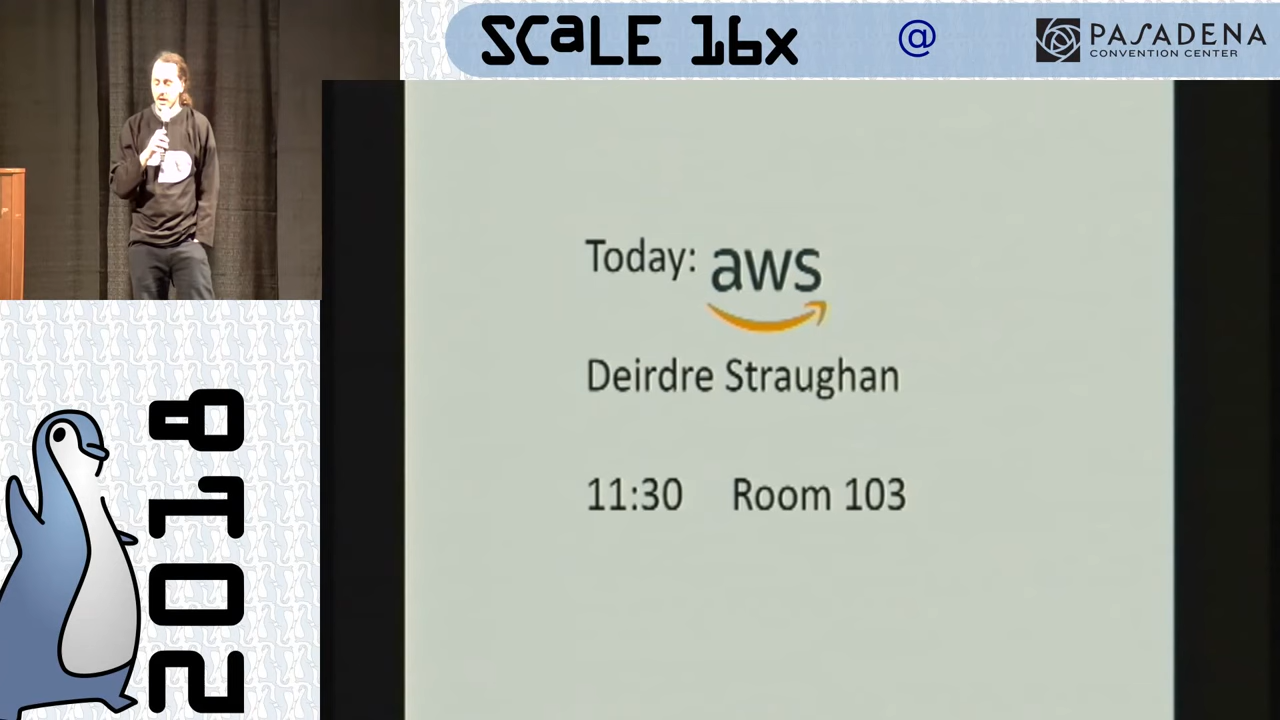 SCaLE 16x @ PASADENA
CONVENTION CENTER
Today: aws
Deirdre Straughan
11:30 Room 103
2018